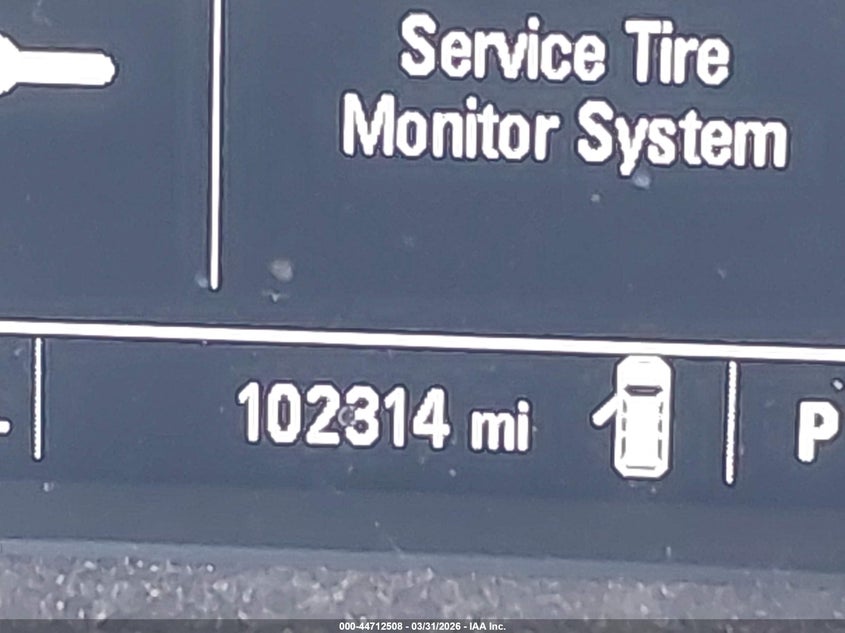 Service Tire
Monitor System
102314 mi
P
000-44712508 - 03/31/2026 - IAA Inc.